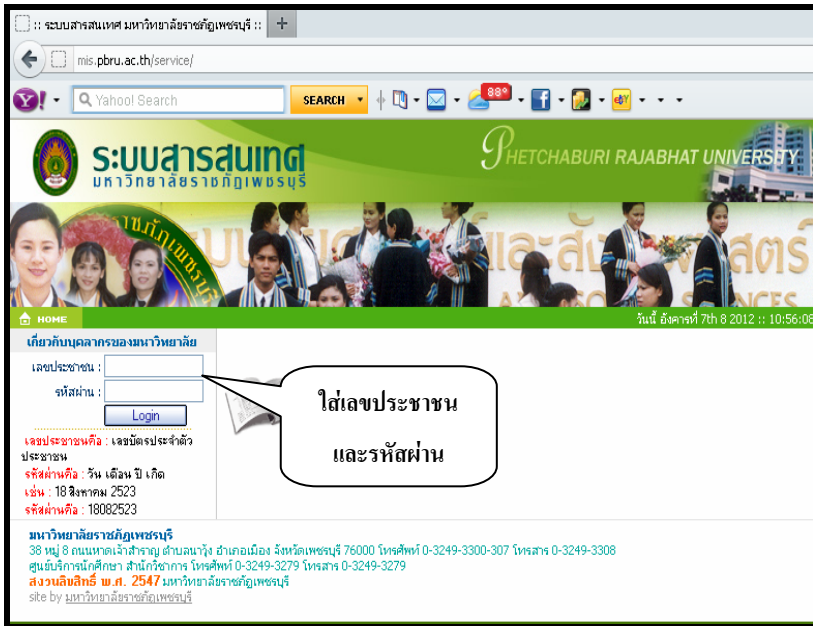 :: ระบบสารสนเทศ มหาวิทยาลัยราชภัฏเพชรบุรี ::
mis.pbru.ac.th/service/
Yahoo! Search
SEARCH
88°
ระบบสารสนเทศ
มหาวิทยาลัยราชภัฏเพชรบุรี
PHETCHABURI RAJABHAT UNIVERSITY
HOME
วันนี้ อังคารที่ 7th 8 2012 :: 10:56:08
เกี่ยวกับบุคลากรของมหาวิทยาลัย
เลขประชาชน :
รหัสผ่าน :
Login
ใส่เลขประชาชน
และรหัสผ่าน
เลขประชาชนคือ : เลขบัตรประจำตัว
ประชาชน
รหัสผ่านคือ : วัน เดือน ปี เกิด
เช่น : 18 สิงหาคม 2523
รหัสผ่านคือ : 18082523
มหาวิทยาลัยราชภัฏเพชรบุรี
38 หมู่ 8 ถนนหาดเจ้าสำราญ ตำบลนาวุ้ง อำเภอเมือง จังหวัดเพชรบุรี 76000 โทรศัพท์ 0-3249-3300-307 โทรสาร 0-3249-3308
ศูนย์บริการนักศึกษา สำนักวิชาการ โทรศัพท์ 0-3249-3279 โทรสาร 0-3249-3279
สงวนลิขสิทธิ์ พ.ศ. 2547 มหาวิทยาลัยราชภัฏเพชรบุรี
site by มหาวิทยาลัยราชภัฏเพชรบุรี